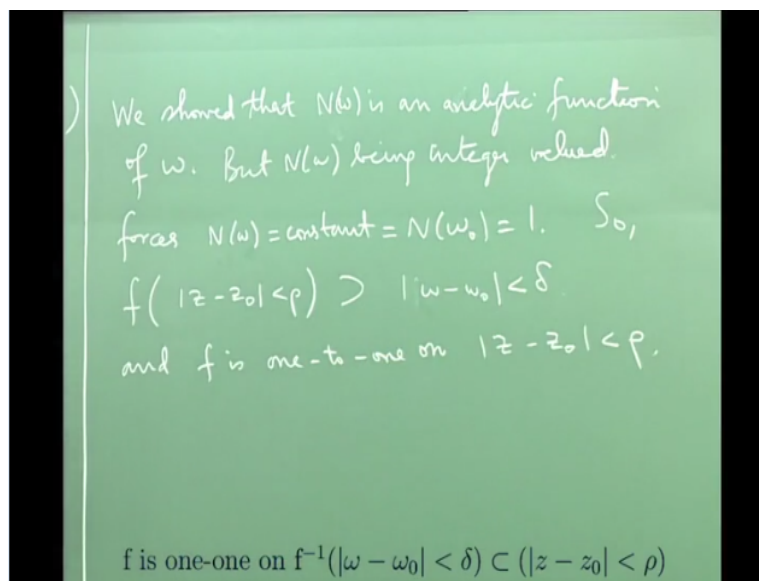 ) We showed that N(ω) is an analytic function
of ω. But N(ω) being integer valued.
forces N(ω) = constant = N(ω₀) = 1. So,
f( |z - z₀| < ρ) ⊃ |ω - ω₀| < δ
and f is one-to-one on |z - z₀| < ρ.
f is one-one on f⁻¹(|ω − ω₀| < δ) ⊂ (|z − z₀| < ρ)